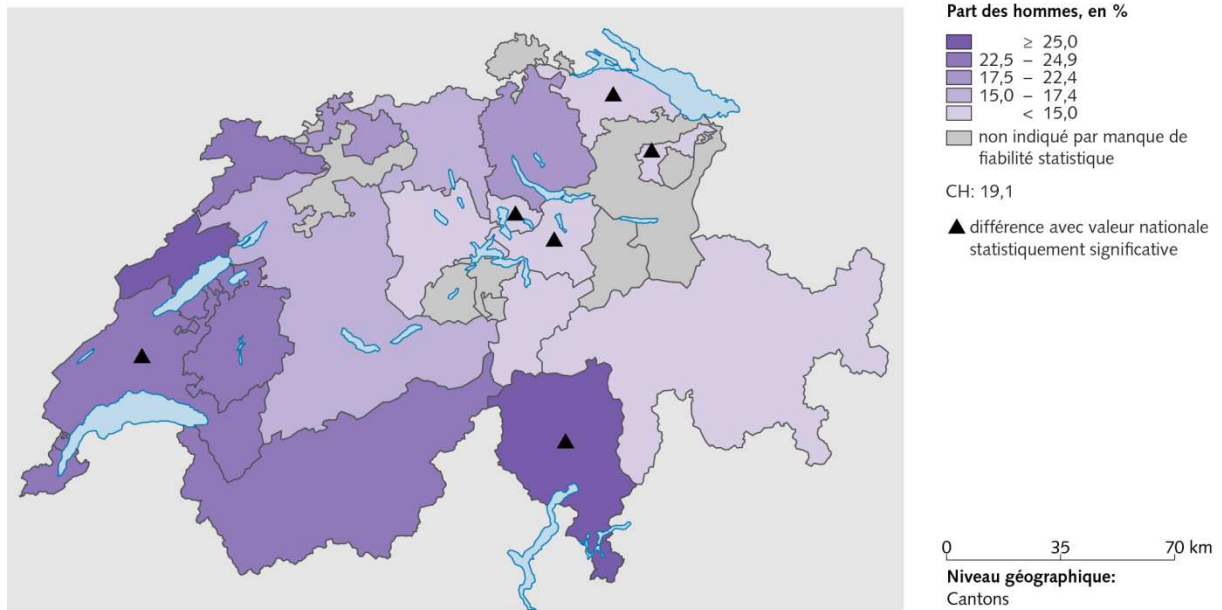 Part des hommes, en %
≥ 25,0
22,5 – 24,9
17,5 – 22,4
15,0 – 17,4
< 15,0
non indiqué par manque de
fiabilité statistique
CH: 19,1
différence avec valeur nationale
statistiquement significative
0 35 70 km
Niveau géographique:
Cantons